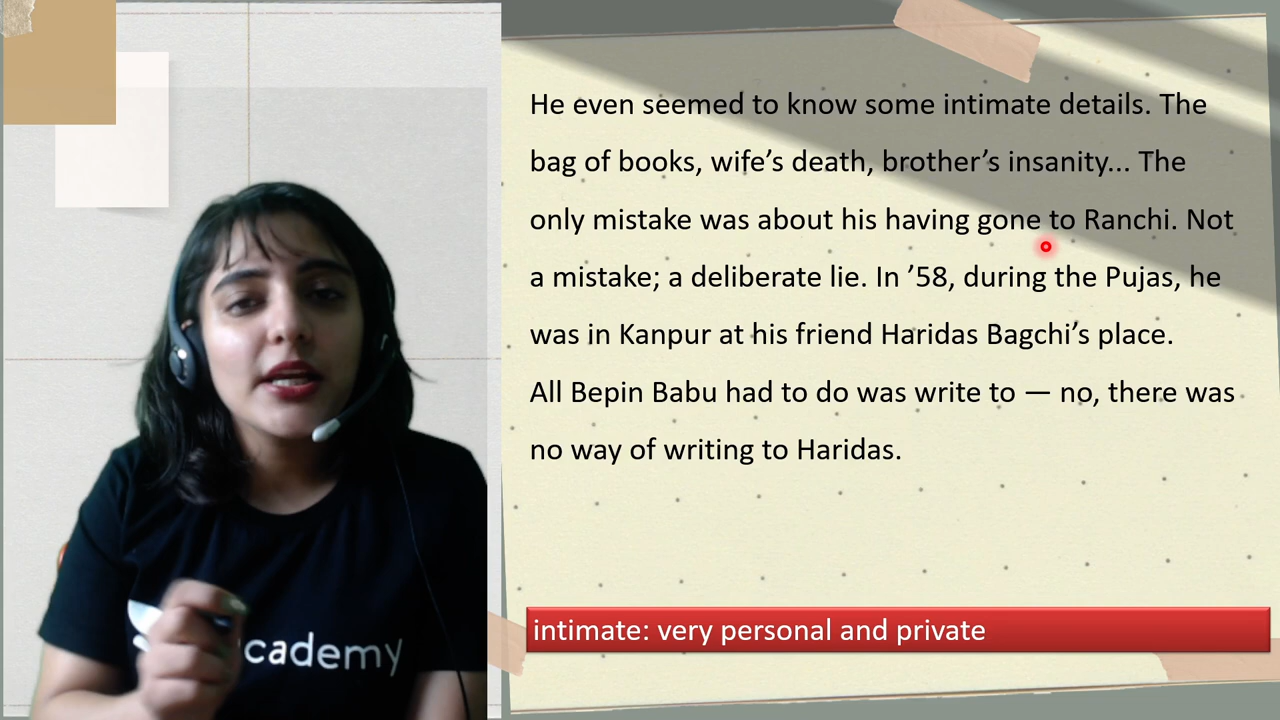 He even seemed to know some intimate details. The
bag of books, wife’s death, brother’s insanity... The
only mistake was about his having gone to Ranchi. Not
a mistake; a deliberate lie. In ’58, during the Pujas, he
was in Kanpur at his friend Haridas Bagchi’s place.
All Bepin Babu had to do was write to — no, there was
no way of writing to Haridas.
intimate: very personal and private
cademy